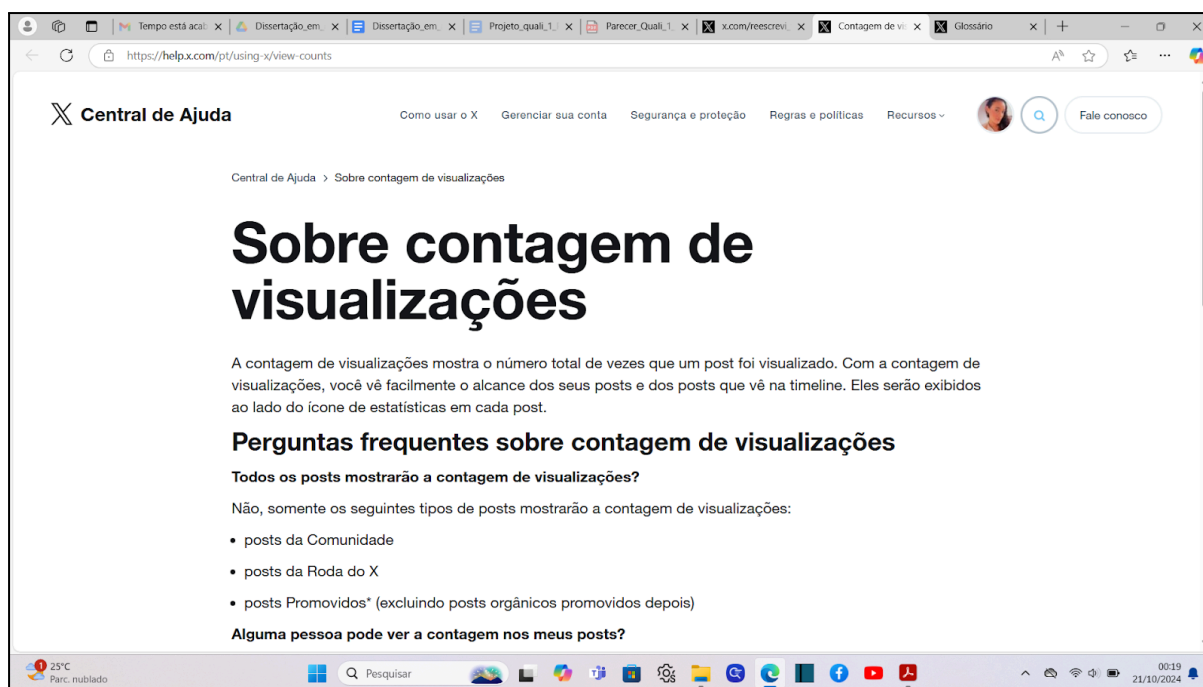 Tempo está acab
Dissertação_em_
Dissertação_em_
Projeto_quali_1_
Parecer_Quali_1_
x.com/reescrevi_
Contagem de vis
Glossário
https://help.x.com/pt/using-x/view-counts
Central de Ajuda
Como usar o X
Gerenciar sua conta
Segurança e proteção
Regras e políticas
Recursos
Fale conosco
Central de Ajuda > Sobre contagem de visualizações
Sobre contagem de
visualizações
A contagem de visualizações mostra o número total de vezes que um post foi visualizado. Com a contagem de
visualizações, você vê facilmente o alcance dos seus posts e dos posts que vê na timeline. Eles serão exibidos
ao lado do ícone de estatísticas em cada post.
Perguntas frequentes sobre contagem de visualizações
Todos os posts mostrarão a contagem de visualizações?
Não, somente os seguintes tipos de posts mostrarão a contagem de visualizações:
• posts da Comunidade
• posts da Roda do X
• posts Promovidos* (excluindo posts orgânicos promovidos depois)
Alguma pessoa pode ver a contagem nos meus posts?
1
25°C
Parc. nublado
Pesquisar
00:19
21/10/2024